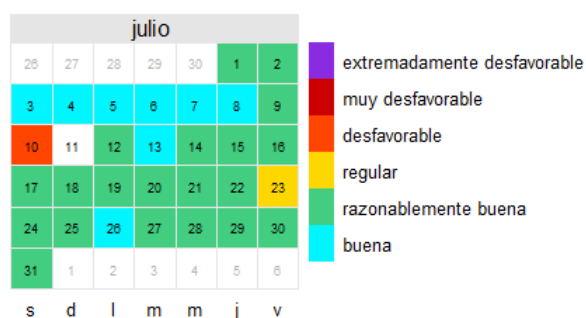 julio
26 27 28 29 30 1 2
3 4 5 6 7 8 9
10 11 12 13 14 15 16
17 18 19 20 21 22 23
24 25 26 27 28 29 30
31 1 2 3 4 5 6
s d l m m j v
extremadamente desfavorable
muy desfavorable
desfavorable
regular
razonablemente buena
buena